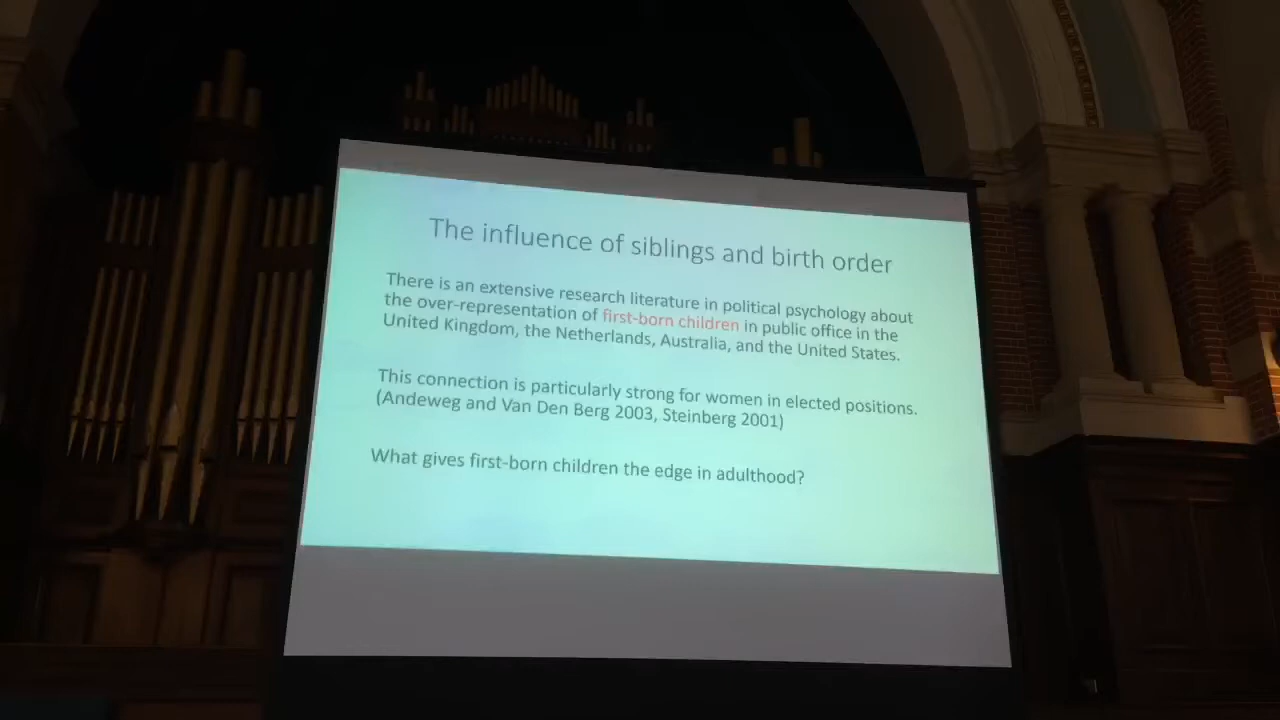 The influence of siblings and birth order
There is an extensive research literature in political psychology about
the over-representation of first-born children in public office in the
United Kingdom, the Netherlands, Australia, and the United States.
This connection is particularly strong for women in elected positions.
(Andeweg and Van Den Berg 2003, Steinberg 2001)
What gives first-born children the edge in adulthood?